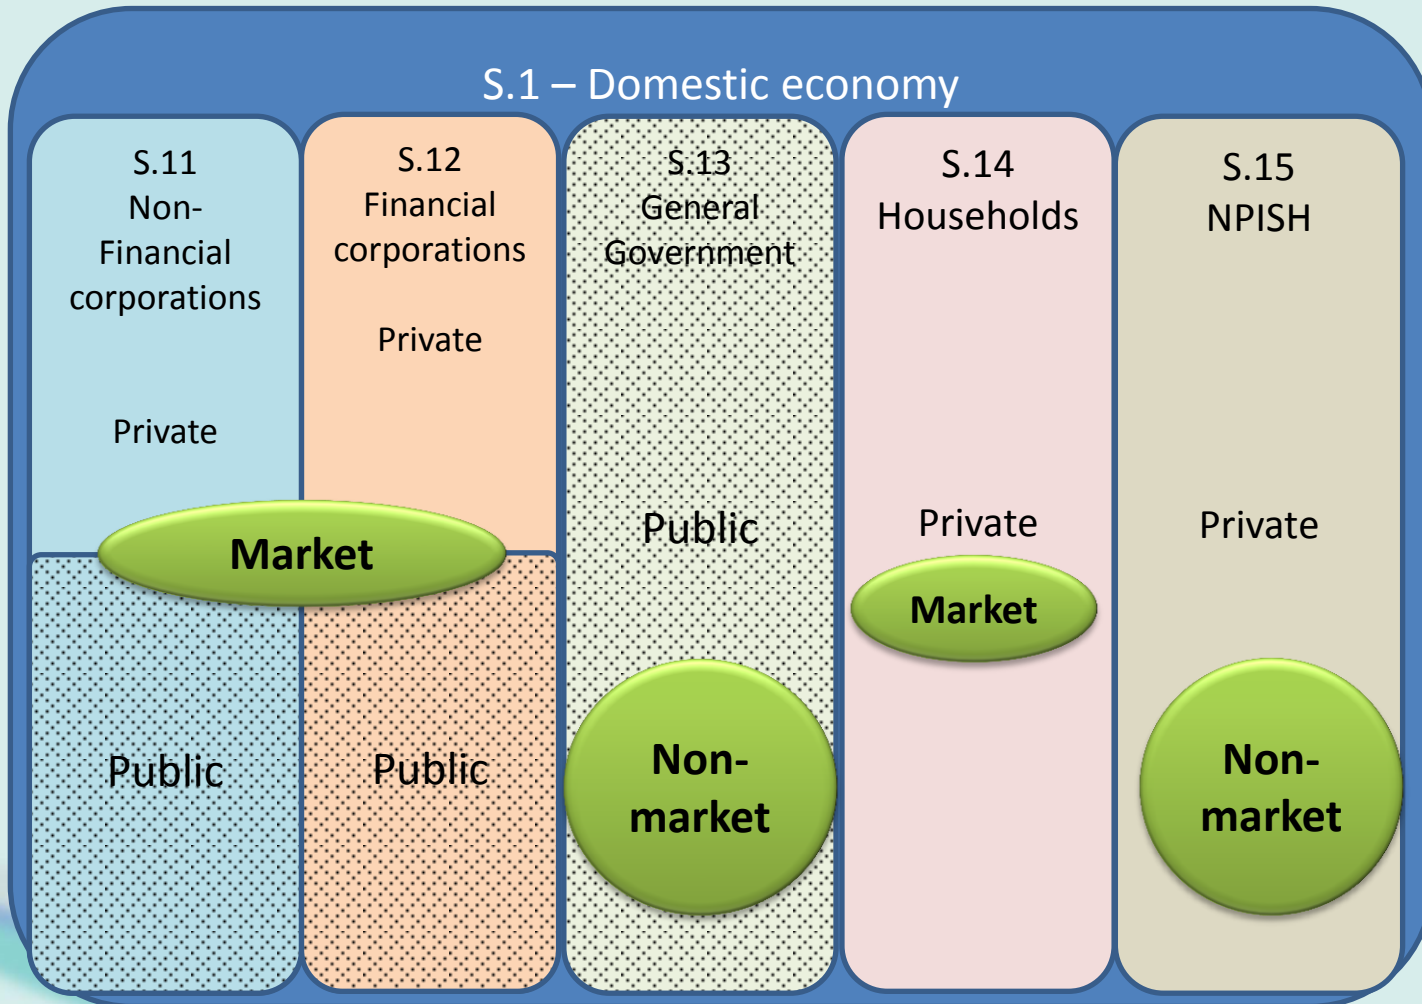 S.1 – Domestic economy
S.11
Non-
Financial
corporations
Private
Market
Public
S.12
Financial
corporations
Private
Public
S.13
General
Government
Public
Non-
market
S.14
Households
Private
Market
S.15
NPISH
Private
Non-
market